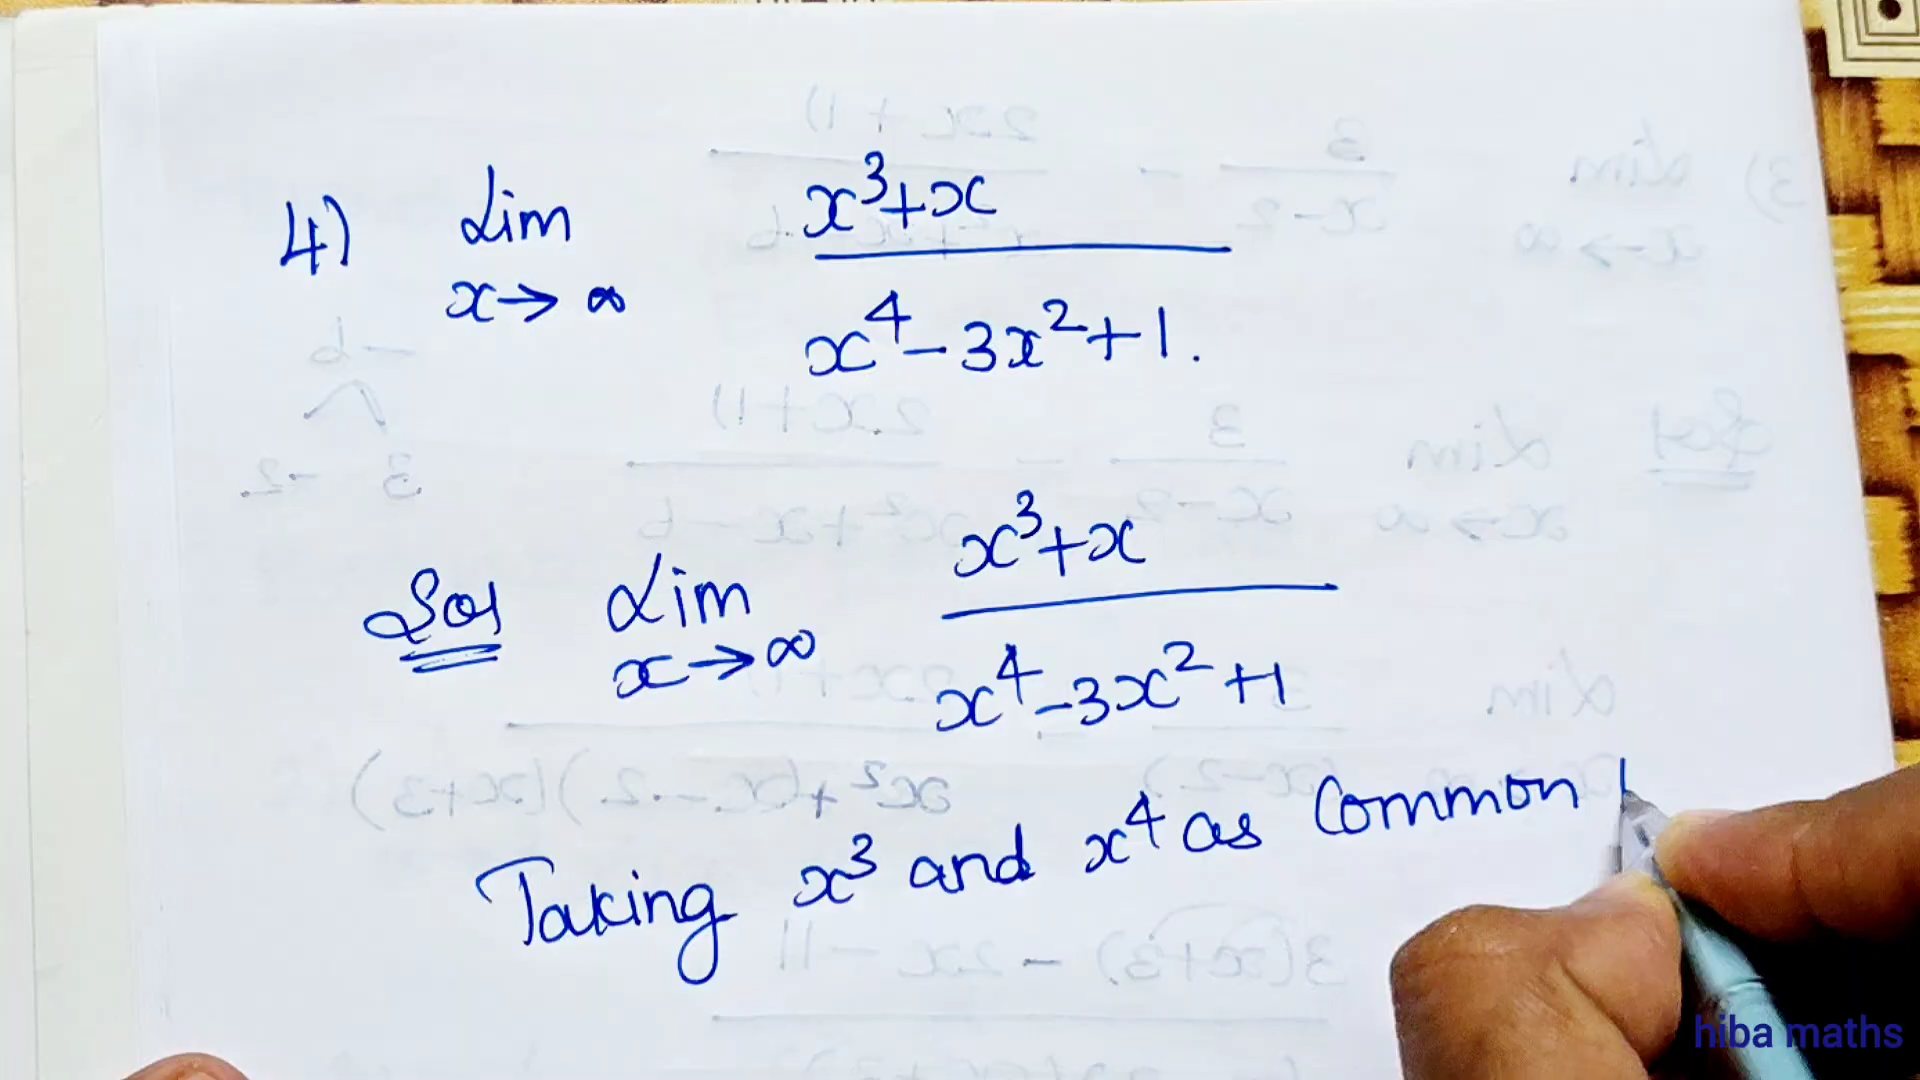 4) Lim x³+x
x→∞ x⁴-3x²+1.
Sol Lim x³+x
x→∞ x⁴-3x²+1
Taking x³ and x⁴ as common
hiba maths